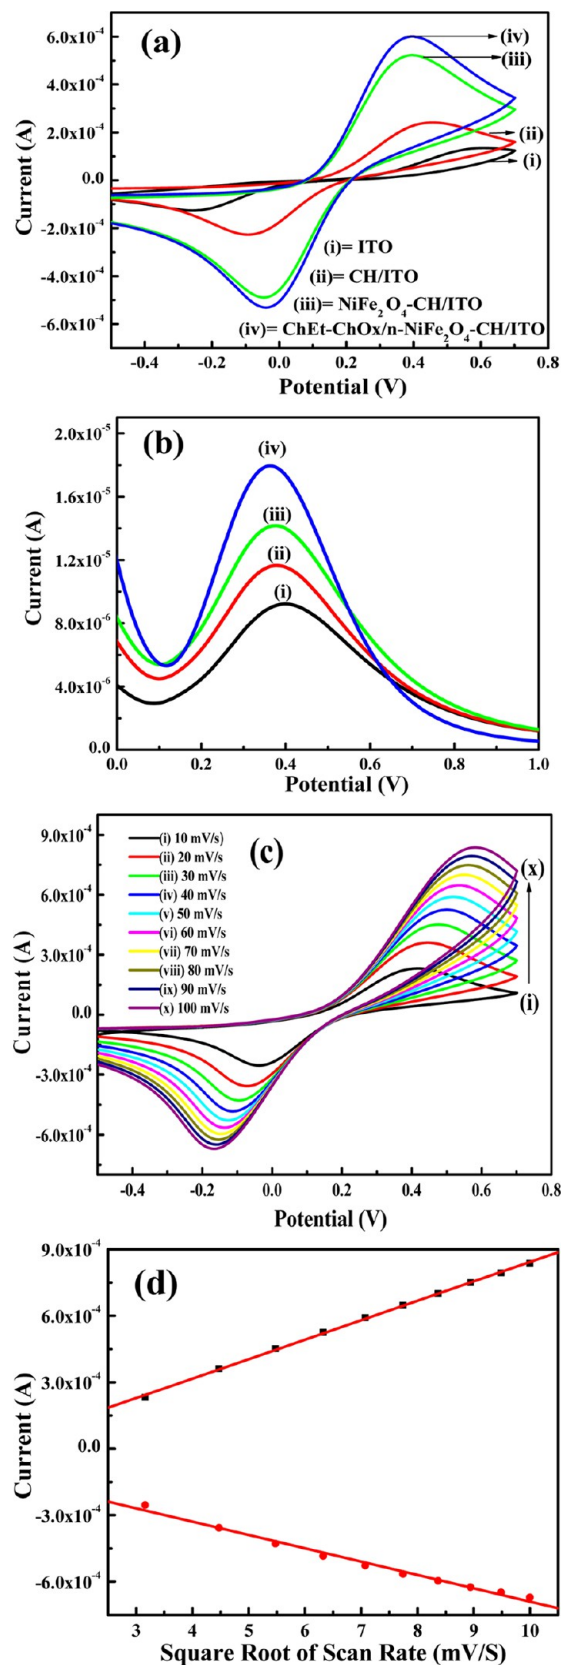 (a)
6.0x10⁻⁴
4.0x10⁻⁴
2.0x10⁻⁴
0.0
-2.0x10⁻⁴
-4.0x10⁻⁴
-6.0x10⁻⁴
Current (A)
(iv)
(iii)
(ii)
(i)
(i)= ITO
(ii)= CH/ITO
(iii)= NiFe₂O₄-CH/ITO
(iv)= ChEt-ChOx/n-NiFe₂O₄-CH/ITO
-0.4 -0.2 0.0 0.2 0.4 0.6 0.8
Potential (V)
(b)
2.0x10⁻⁵
1.6x10⁻⁵
1.2x10⁻⁵
8.0x10⁻⁶
4.0x10⁻⁶
0.0
Current (A)
(iv)
(iii)
(ii)
(i)
0.0 0.2 0.4 0.6 0.8 1.0
Potential (V)
(c)
9.0x10⁻⁴
6.0x10⁻⁴
3.0x10⁻⁴
0.0
-3.0x10⁻⁴
-6.0x10⁻⁴
Current (A)
(i) 10 mV/s)
(ii) 20 mV/s
(iii) 30 mV/s
(iv) 40 mV/s
(v) 50 mV/s
(vi) 60 mV/s
(vii) 70 mV/s
(viii) 80 mV/s
(ix) 90 mV/s
(x) 100 mV/s
(x)
(i)
-0.4 -0.2 0.0 0.2 0.4 0.6 0.8
Potential (V)
(d)
9.0x10⁻⁴
6.0x10⁻⁴
3.0x10⁻⁴
0.0
-3.0x10⁻⁴
-6.0x10⁻⁴
Current (A)
3 4 5 6 7 8 9 10
Square Root of Scan Rate (mV/S)